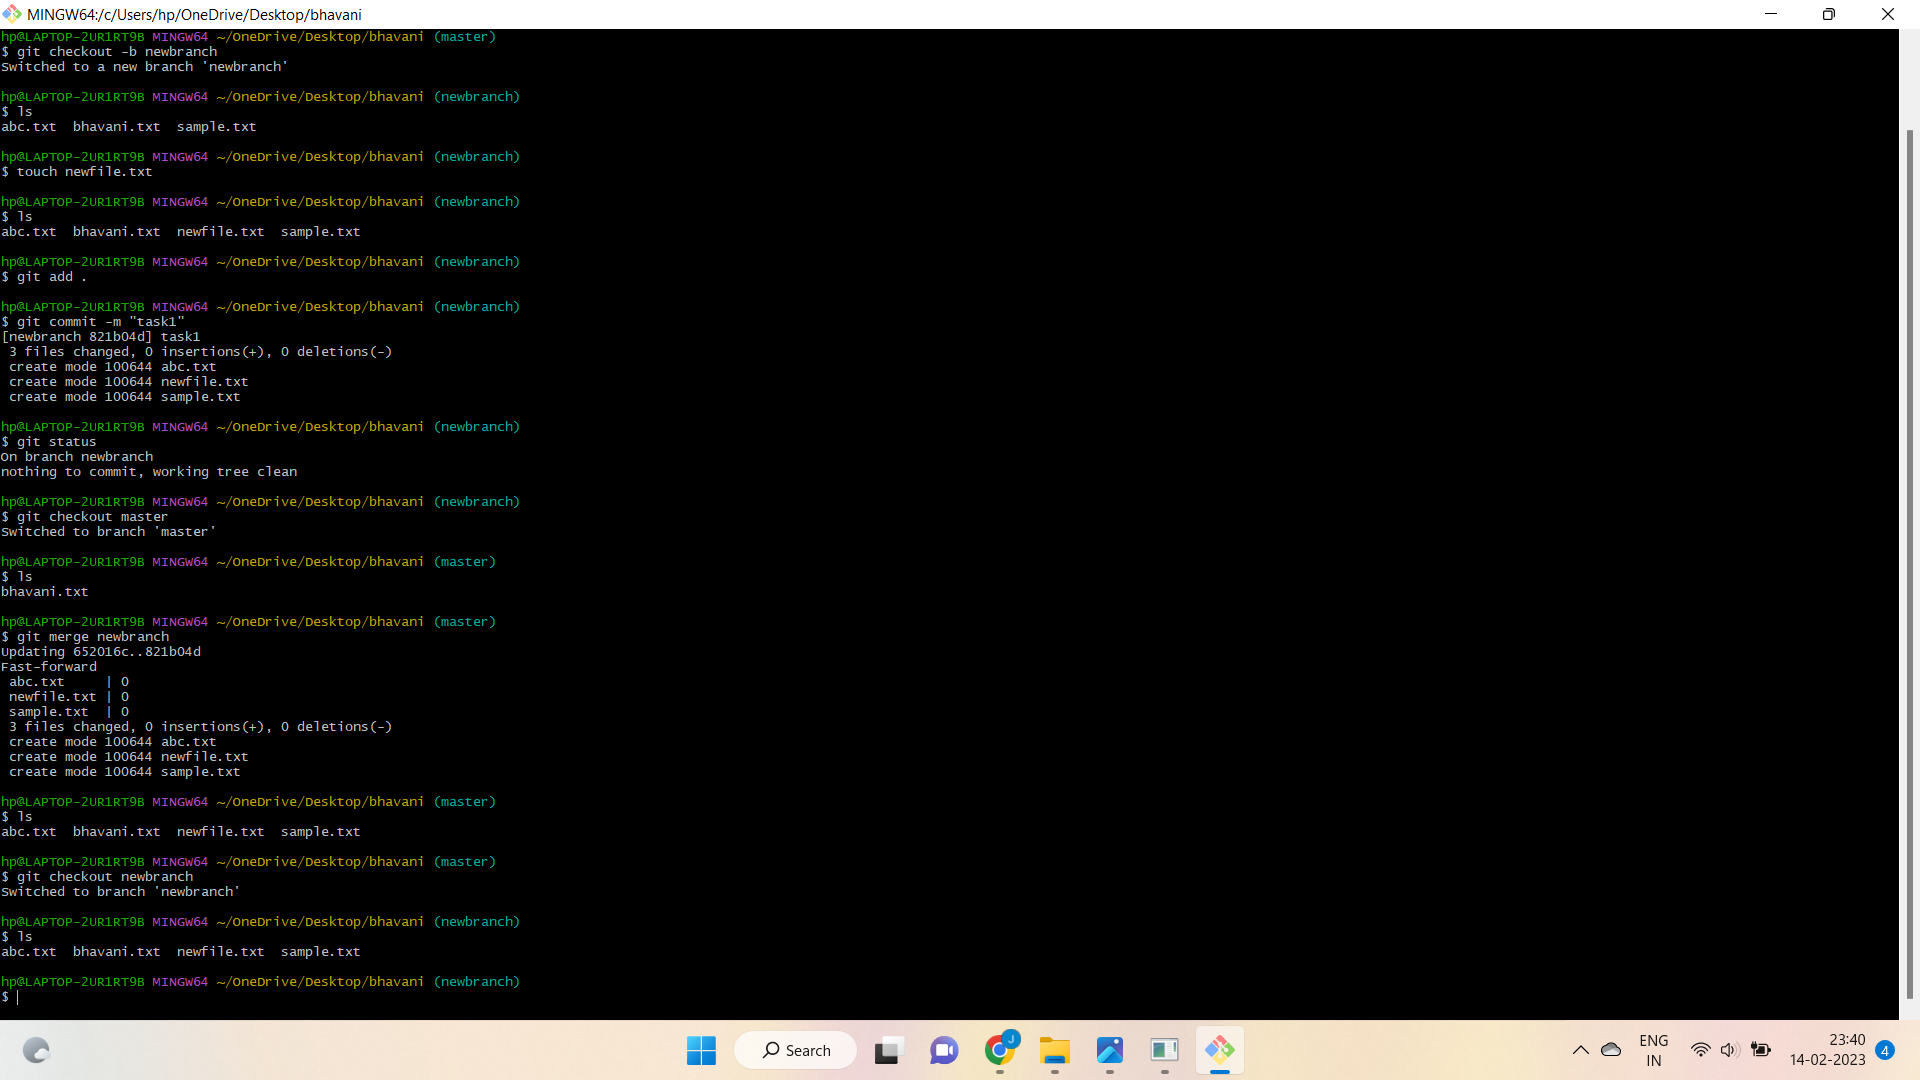 MINGW64:/c/Users/hp/OneDrive/Desktop/bhavani
hp@LAPTOP-2UR1RT9B MINGW64 ~/OneDrive/Desktop/bhavani (master)
$ git checkout -b newbranch
Switched to a new branch 'newbranch'
hp@LAPTOP-2UR1RT9B MINGW64 ~/OneDrive/Desktop/bhavani (newbranch)
$ ls
abc.txt  bhavani.txt  sample.txt
hp@LAPTOP-2UR1RT9B MINGW64 ~/OneDrive/Desktop/bhavani (newbranch)
$ touch newfile.txt
hp@LAPTOP-2UR1RT9B MINGW64 ~/OneDrive/Desktop/bhavani (newbranch)
$ ls
abc.txt  bhavani.txt  newfile.txt  sample.txt
hp@LAPTOP-2UR1RT9B MINGW64 ~/OneDrive/Desktop/bhavani (newbranch)
$ git add .
hp@LAPTOP-2UR1RT9B MINGW64 ~/OneDrive/Desktop/bhavani (newbranch)
$ git commit -m "task1"
[newbranch 821b04d] task1
 3 files changed, 0 insertions(+), 0 deletions(-)
 create mode 100644 abc.txt
 create mode 100644 newfile.txt
 create mode 100644 sample.txt
hp@LAPTOP-2UR1RT9B MINGW64 ~/OneDrive/Desktop/bhavani (newbranch)
$ git status
On branch newbranch
nothing to commit, working tree clean
hp@LAPTOP-2UR1RT9B MINGW64 ~/OneDrive/Desktop/bhavani (newbranch)
$ git checkout master
Switched to branch 'master'
hp@LAPTOP-2UR1RT9B MINGW64 ~/OneDrive/Desktop/bhavani (master)
$ ls
bhavani.txt
hp@LAPTOP-2UR1RT9B MINGW64 ~/OneDrive/Desktop/bhavani (master)
$ git merge newbranch
Updating 652016c..821b04d
Fast-forward
 abc.txt     | 0
 newfile.txt | 0
 sample.txt  | 0
 3 files changed, 0 insertions(+), 0 deletions(-)
 create mode 100644 abc.txt
 create mode 100644 newfile.txt
 create mode 100644 sample.txt
hp@LAPTOP-2UR1RT9B MINGW64 ~/OneDrive/Desktop/bhavani (master)
$ ls
abc.txt  bhavani.txt  newfile.txt  sample.txt
hp@LAPTOP-2UR1RT9B MINGW64 ~/OneDrive/Desktop/bhavani (master)
$ git checkout newbranch
Switched to branch 'newbranch'
hp@LAPTOP-2UR1RT9B MINGW64 ~/OneDrive/Desktop/bhavani (newbranch)
$ ls
abc.txt  bhavani.txt  newfile.txt  sample.txt
hp@LAPTOP-2UR1RT9B MINGW64 ~/OneDrive/Desktop/bhavani (newbranch)
$
Search
J
ENG
IN
23:40
14-02-2023
4